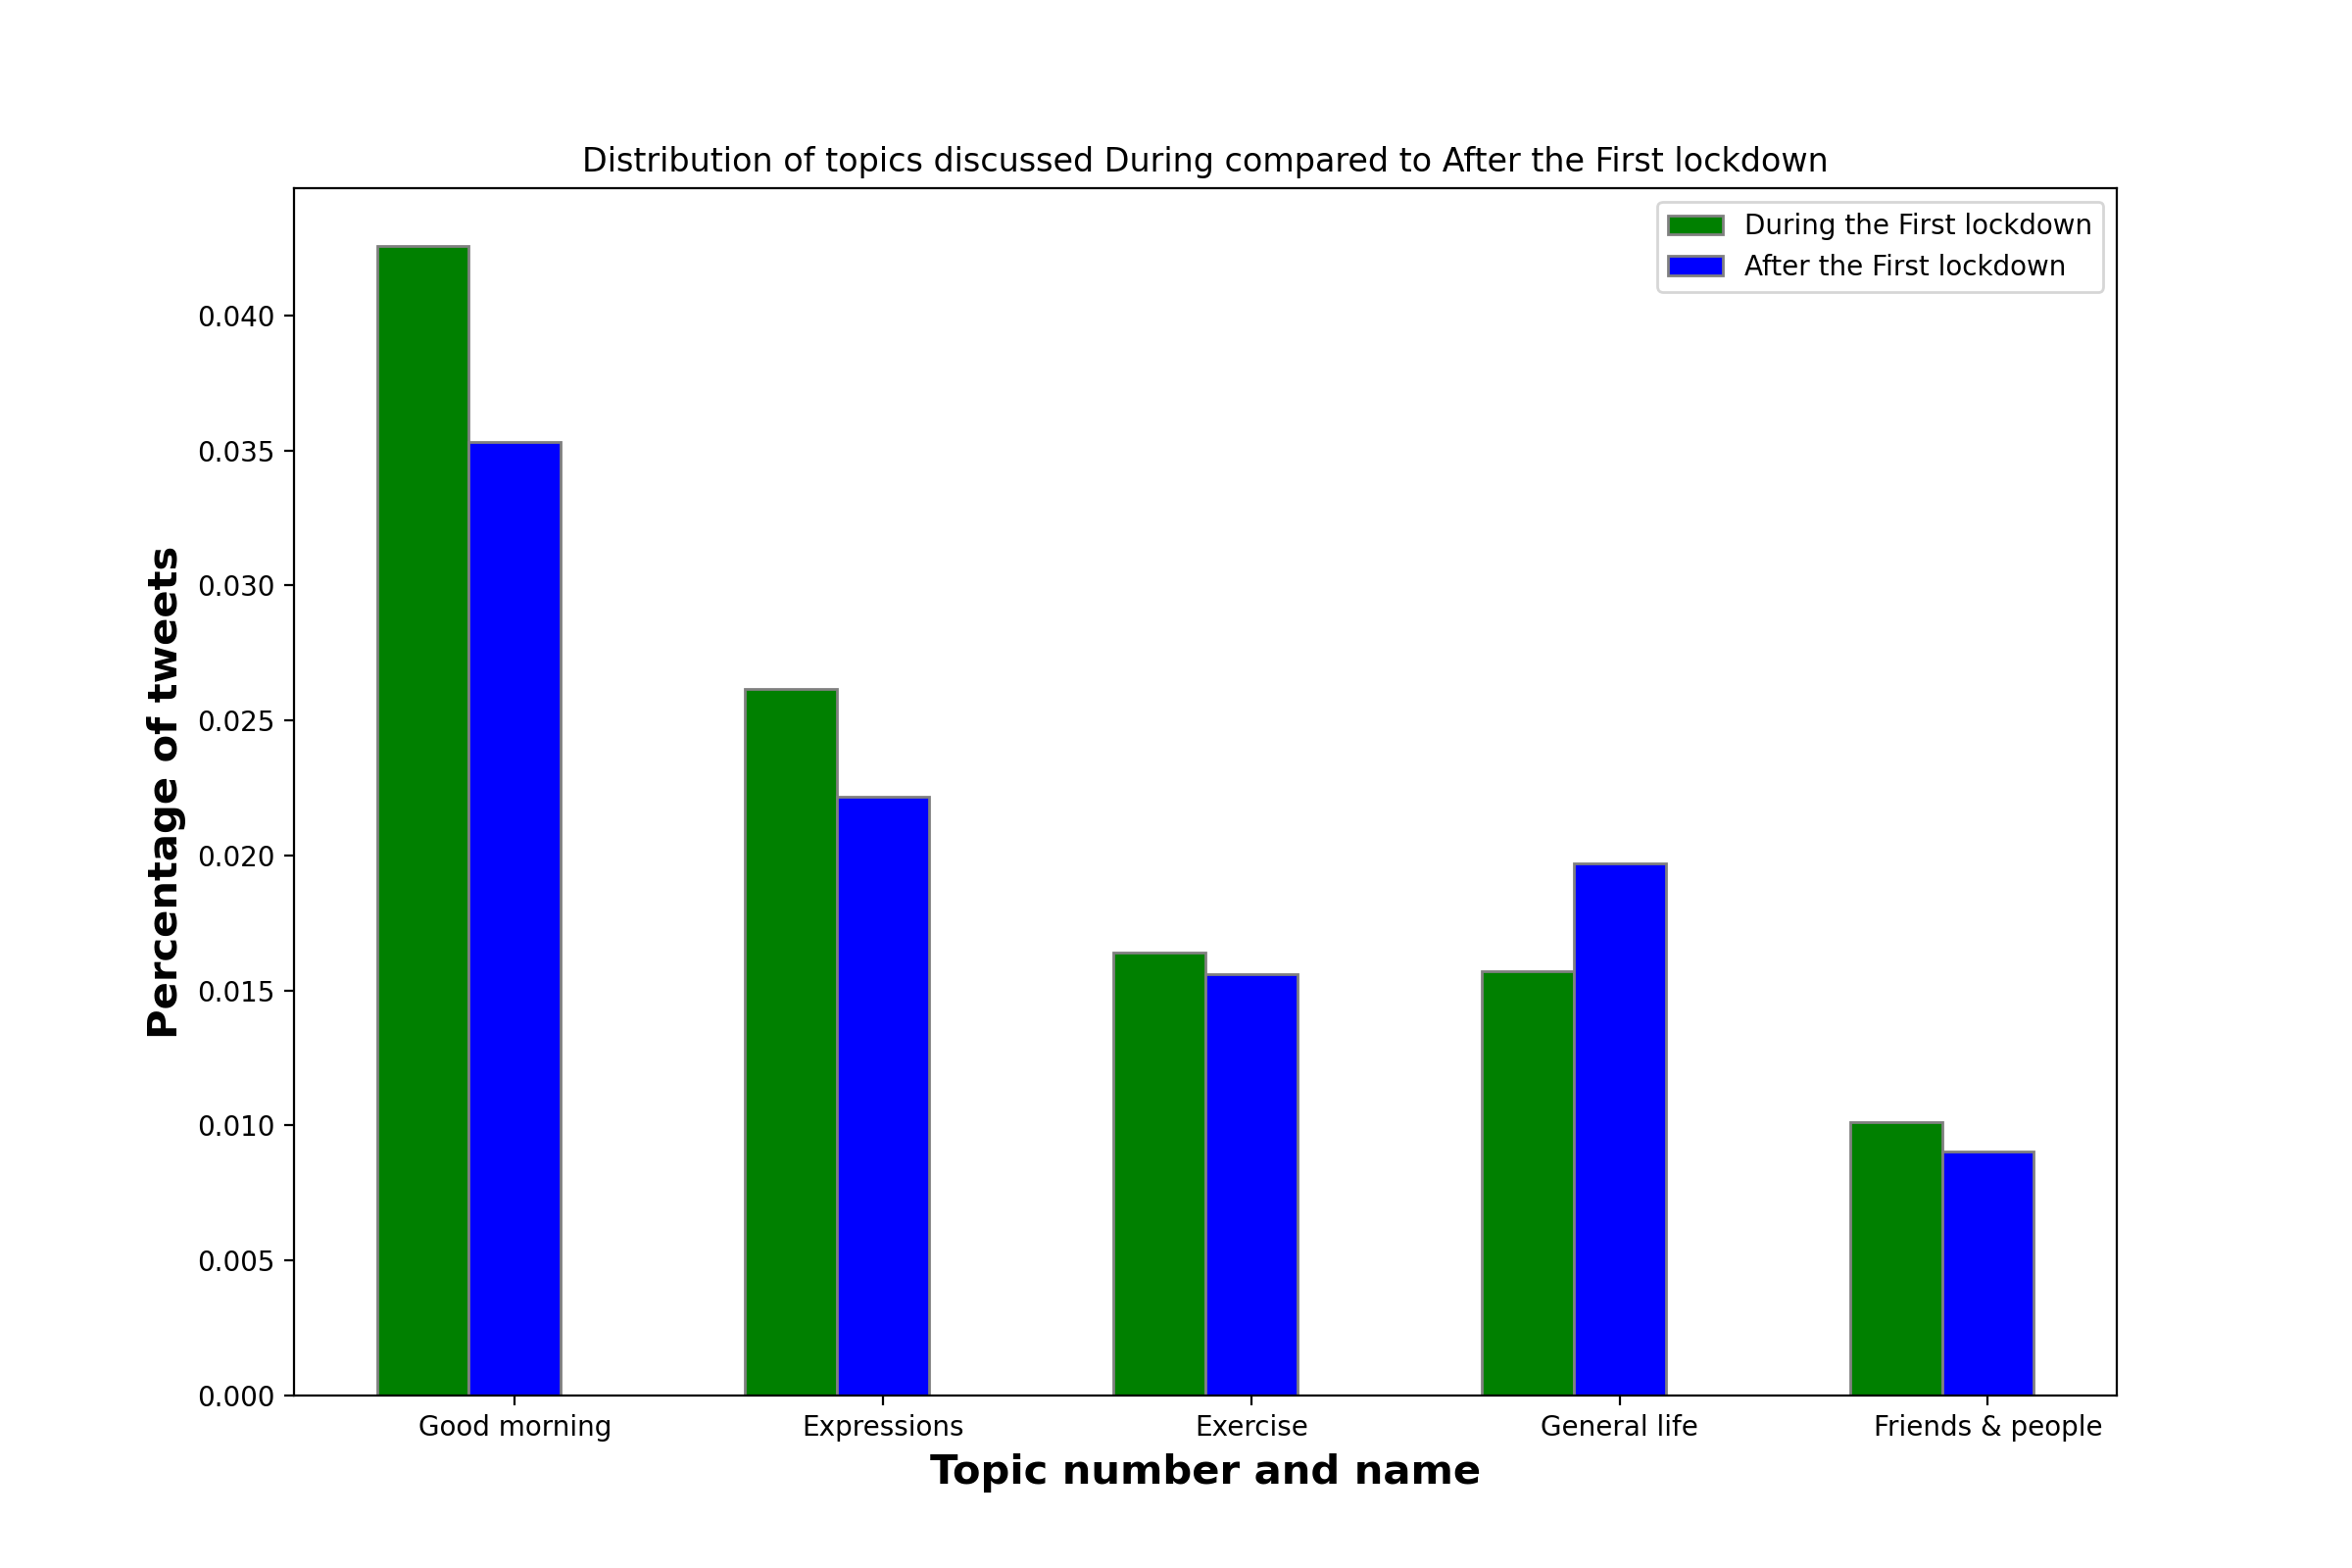 Distribution of topics discussed During compared to After the First lockdown
During the First lockdown
After the First lockdown
Percentage of tweets
0.040
0.035
0.030
0.025
0.020
0.015
0.010
0.005
0.000
Good morning Expressions Exercise General life Friends & people
Topic number and name